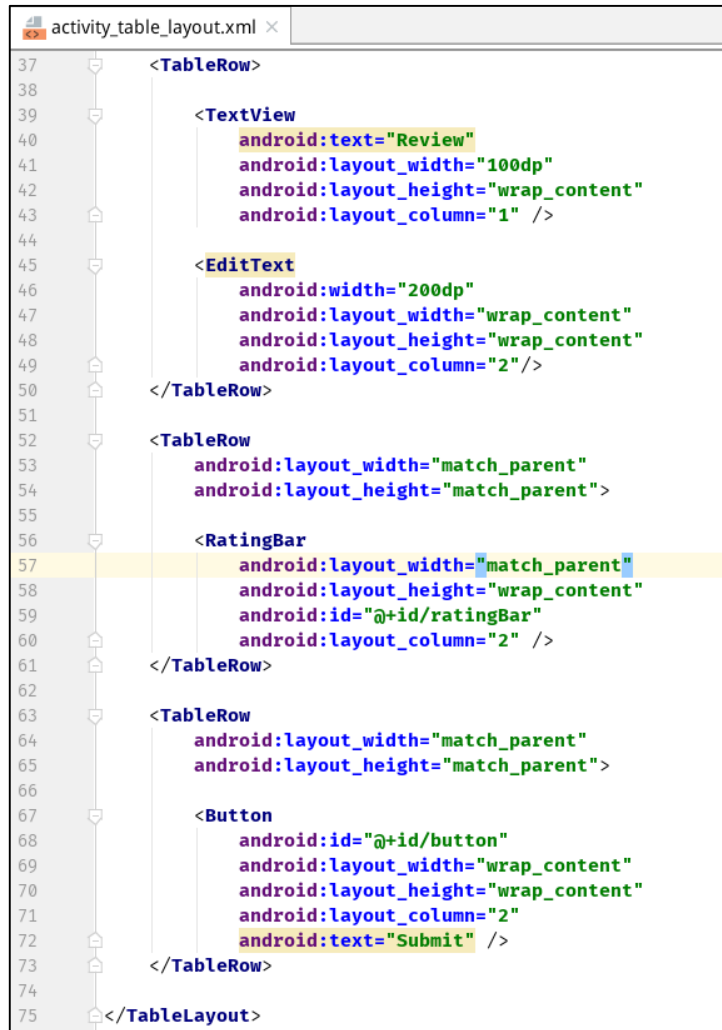 activity_table_layout.xml ×
37 <TableRow>
38
39 <TextView
40 android:text="Review"
41 android:layout_width="100dp"
42 android:layout_height="wrap_content"
43 android:layout_column="1" />
44
45 <EditText
46 android:width="200dp"
47 android:layout_width="wrap_content"
48 android:layout_height="wrap_content"
49 android:layout_column="2"/>
50 </TableRow>
51
52 <TableRow
53 android:layout_width="match_parent"
54 android:layout_height="match_parent">
55
56 <RatingBar
57 android:layout_width="match_parent"
58 android:layout_height="wrap_content"
59 android:id="@+id/ratingBar"
60 android:layout_column="2" />
61 </TableRow>
62
63 <TableRow
64 android:layout_width="match_parent"
65 android:layout_height="match_parent">
66
67 <Button
68 android:id="@+id/button"
69 android:layout_width="wrap_content"
70 android:layout_height="wrap_content"
71 android:layout_column="2"
72 android:text="Submit" />
73 </TableRow>
74
75 </TableLayout>